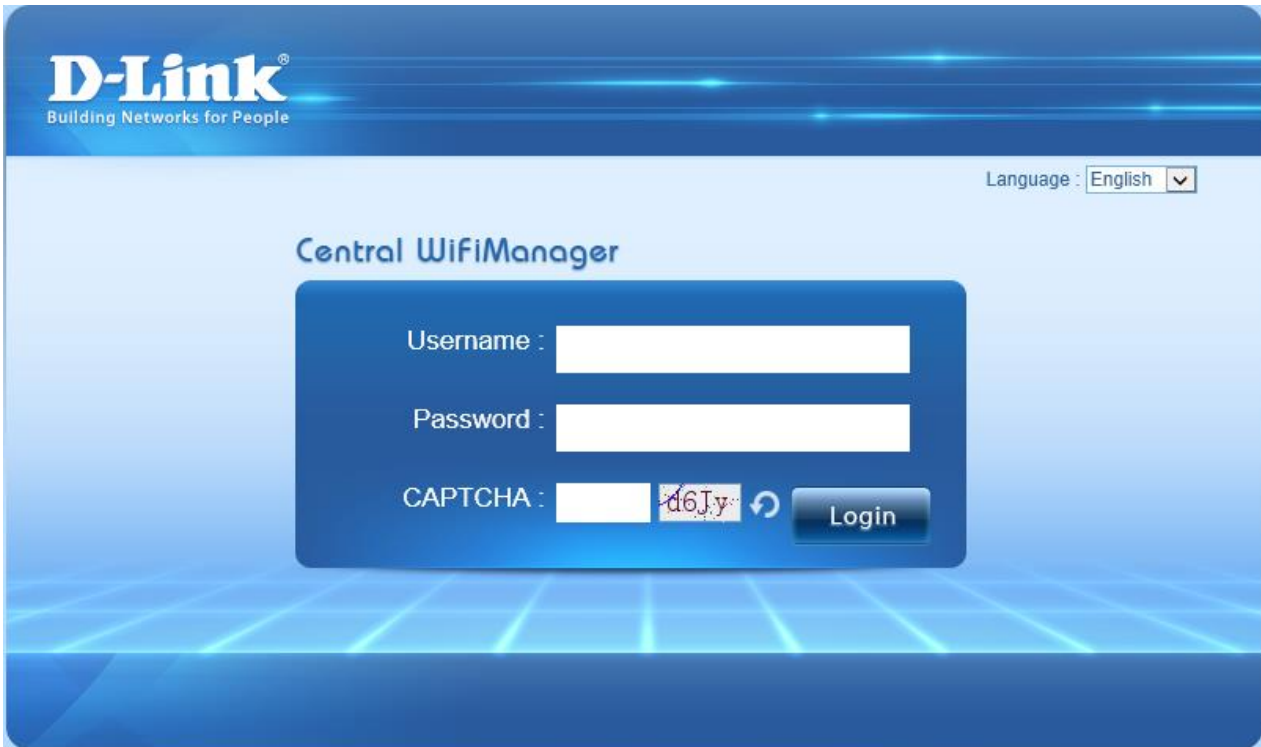 D-Link®
Building Networks for People
Language : English
Central WiFiManager
Username :
Password :
CAPTCHA : d6Jy Login